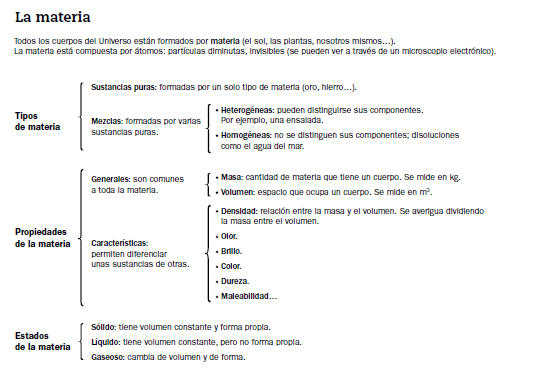 La materia
Todos los cuerpos del Universo están formados por materia (el sol, las plantas, nosotros mismos…).
La materia está compuesta por átomos: partículas diminutas, invisibles (se pueden ver a través de un microscopio electrónico).
Tipos
de materia
Sustancias puras: formadas por un solo tipo de materia (oro, hierro…).
Mezclas: formadas por varias
sustancias puras.
• Heterogéneas: pueden distinguirse sus componentes.
Por ejemplo, una ensalada.
• Homogéneas: no se distinguen sus componentes; disoluciones
como el agua del mar.
Propiedades
de la materia
Generales: son comunes
a toda la materia.
• Masa: cantidad de materia que tiene un cuerpo. Se mide en kg.
• Volumen: espacio que ocupa un cuerpo. Se mide en m³.
Características:
permiten diferenciar
unas sustancias de otras.
• Densidad: relación entre la masa y el volumen. Se averigua dividiendo
la masa entre el volumen.
• Olor.
• Brillo.
• Color.
• Dureza.
• Maleabilidad…
Estados
de la materia
Sólido: tiene volumen constante y forma propia.
Líquido: tiene volumen constante, pero no forma propia.
Gaseoso: cambia de volumen y de forma.